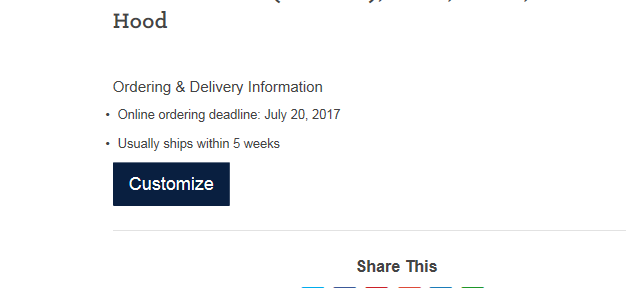 Hood
Ordering & Delivery Information
• Online ordering deadline: July 20, 2017
• Usually ships within 5 weeks
Customize
Share This